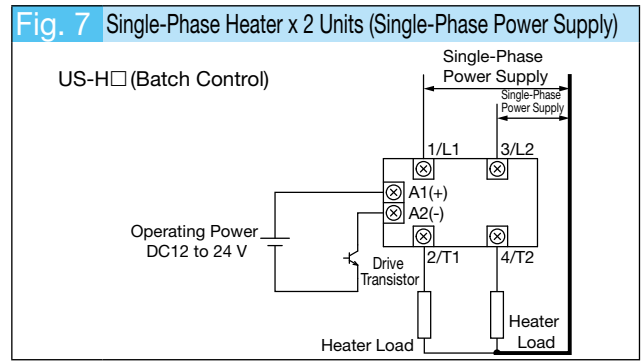 Fig. 7 Single-Phase Heater x 2 Units (Single-Phase Power Supply)
US-H□ (Batch Control)
Single-Phase
Power Supply
Single-Phase
Power Supply
1/L1
3/L2
A1(+)
A2(-)
Operating Power
DC12 to 24 V
Drive
Transistor
2/T1
4/T2
Heater Load
Heater
Load